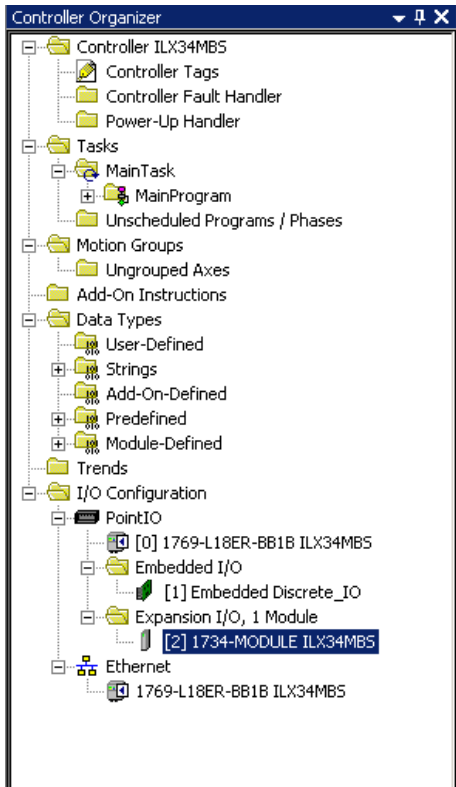 Controller Organizer
Controller ILX34MBS
Controller Tags
Controller Fault Handler
Power-Up Handler
Tasks
MainTask
MainProgram
Unscheduled Programs / Phases
Motion Groups
Ungrouped Axes
Add-On Instructions
Data Types
User-Defined
Strings
Add-On-Defined
Predefined
Module-Defined
Trends
I/O Configuration
PointIO
[0] 1769-L18ER-BB1B ILX34MBS
Embedded I/O
[1] Embedded Discrete_IO
Expansion I/O, 1 Module
[2] 1734-MODULE ILX34MBS
Ethernet
1769-L18ER-BB1B ILX34MBS